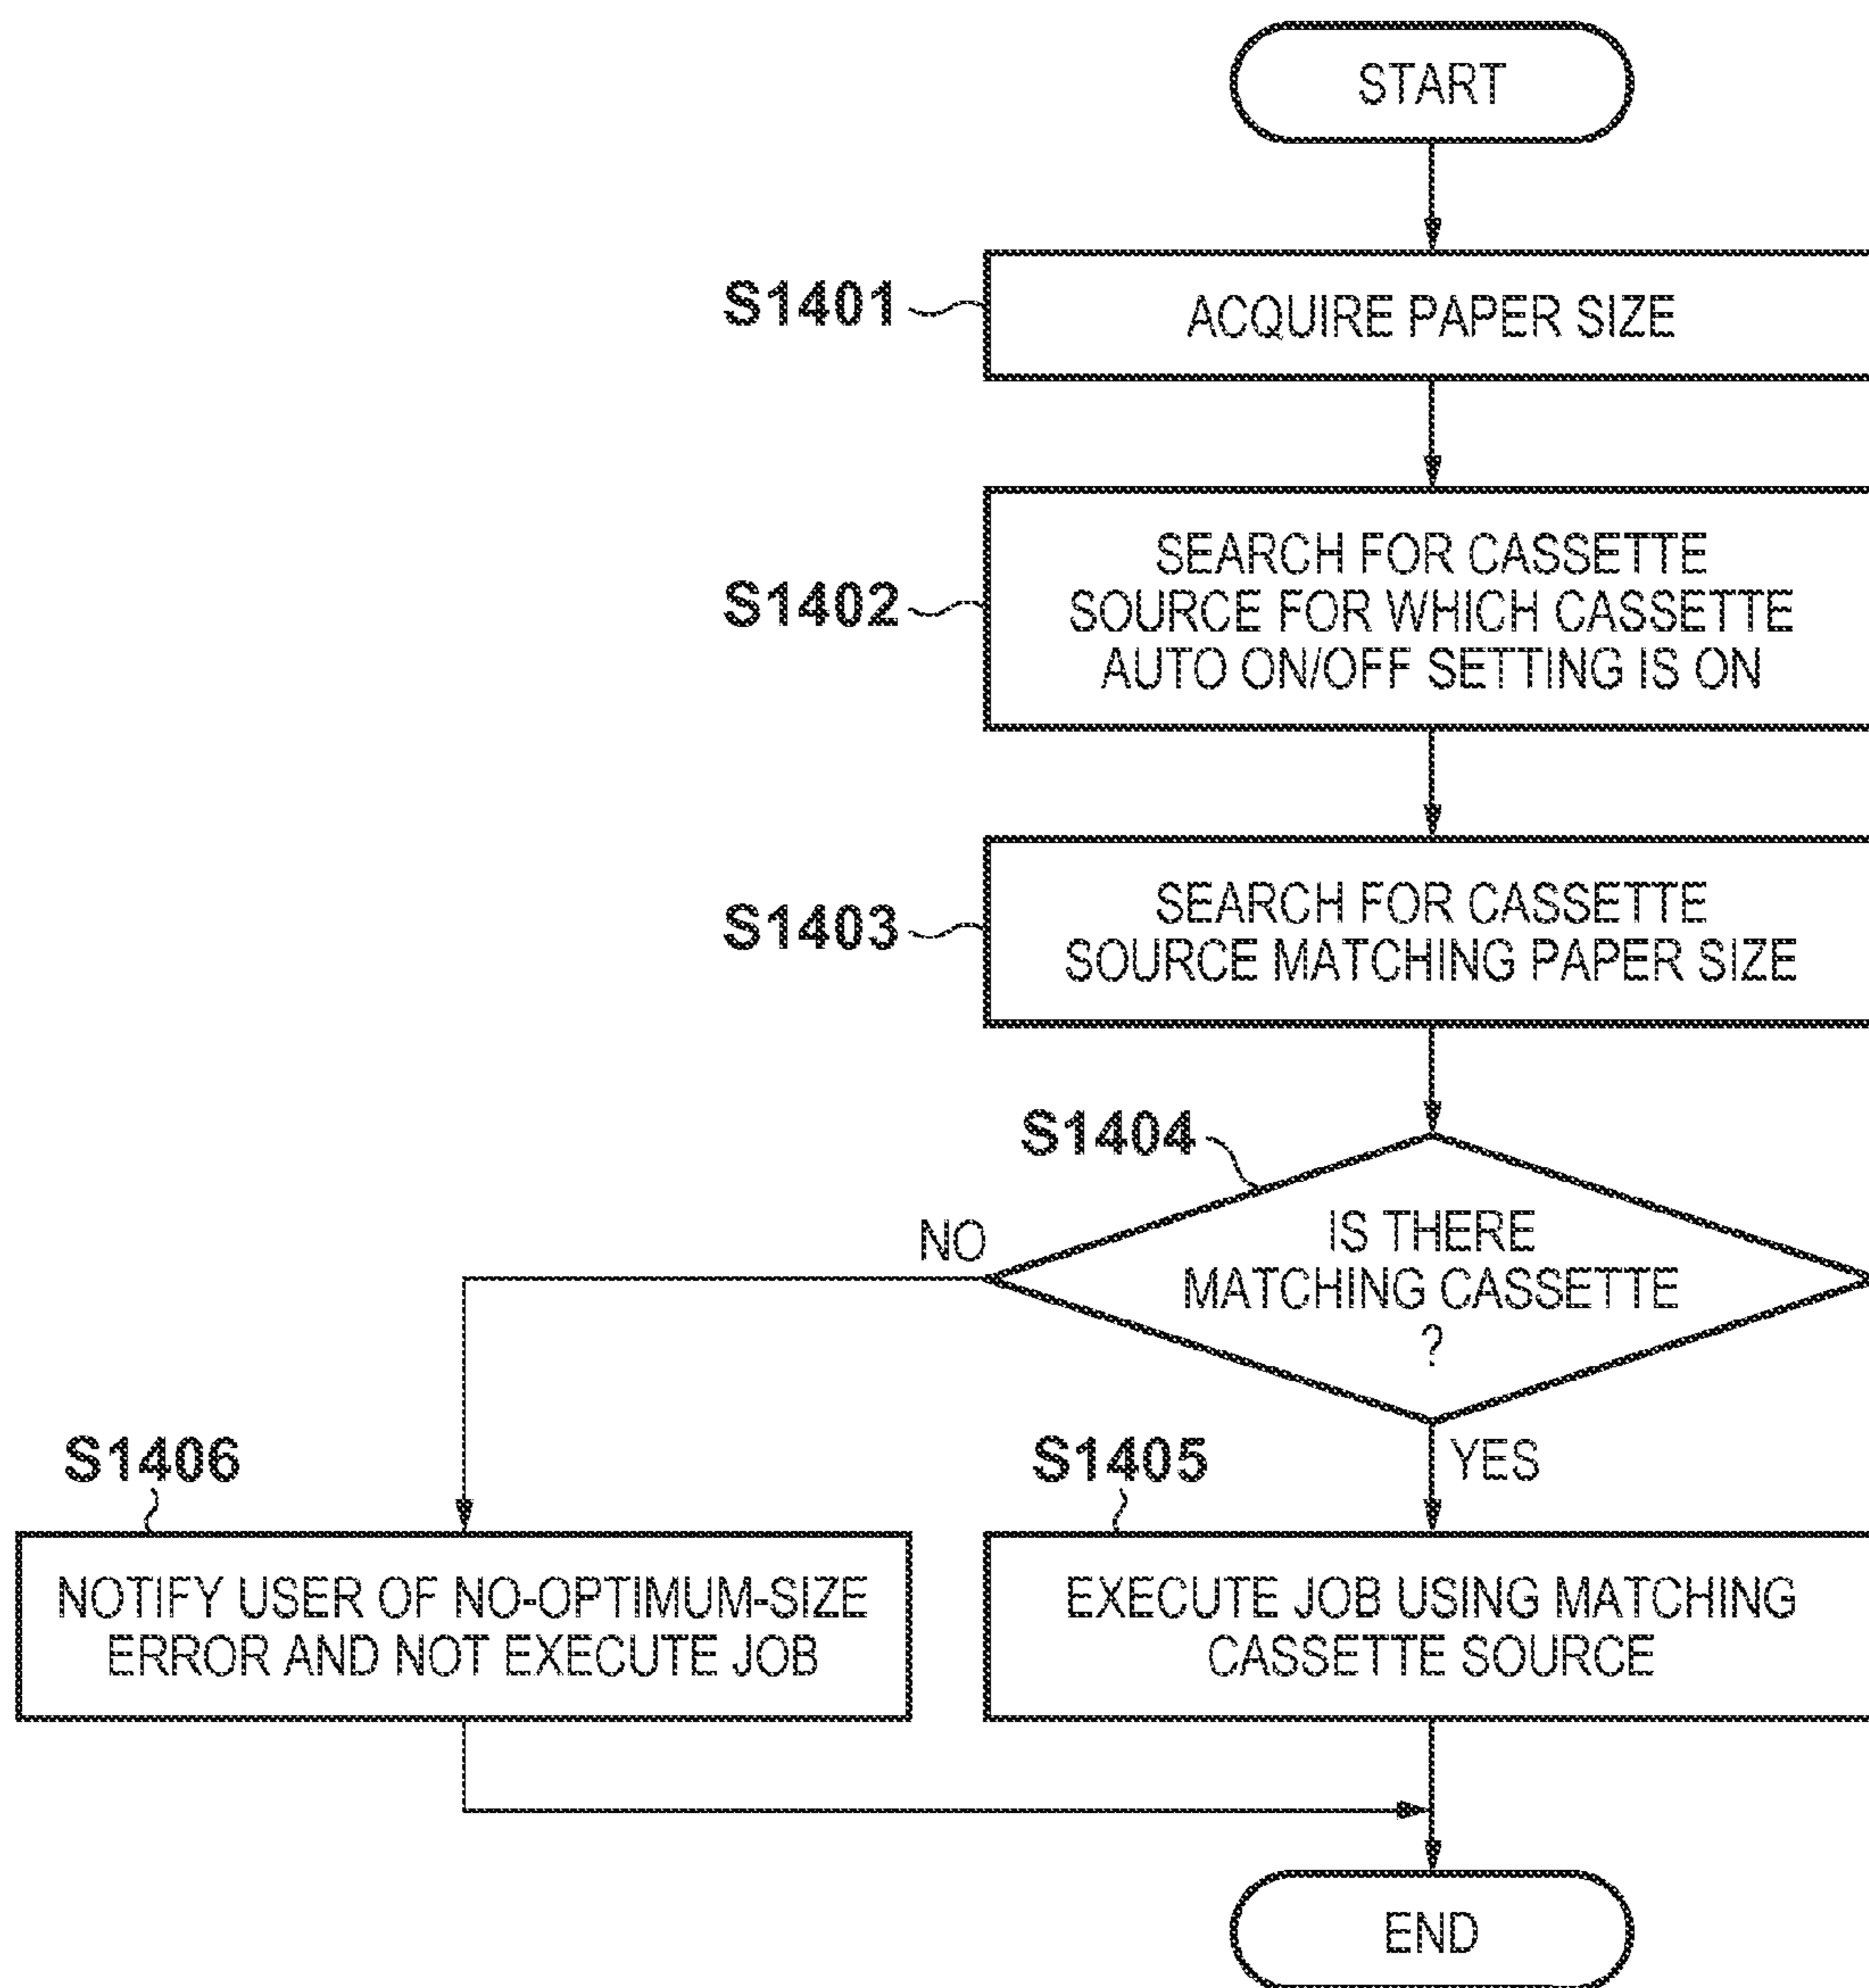 START
S1401
ACQUIRE PAPER SIZE
S1402
SEARCH FOR CASSETTE
SOURCE FOR WHICH CASSETTE
AUTO ON/OFF SETTING IS ON
S1403
SEARCH FOR CASSETTE
SOURCE MATCHING PAPER SIZE
S1404
NO
IS THERE
MATCHING CASSETTE
?
YES
S1406
NOTIFY USER OF NO-OPTIMUM-SIZE
ERROR AND NOT EXECUTE JOB
S1405
EXECUTE JOB USING MATCHING
CASSETTE SOURCE
END